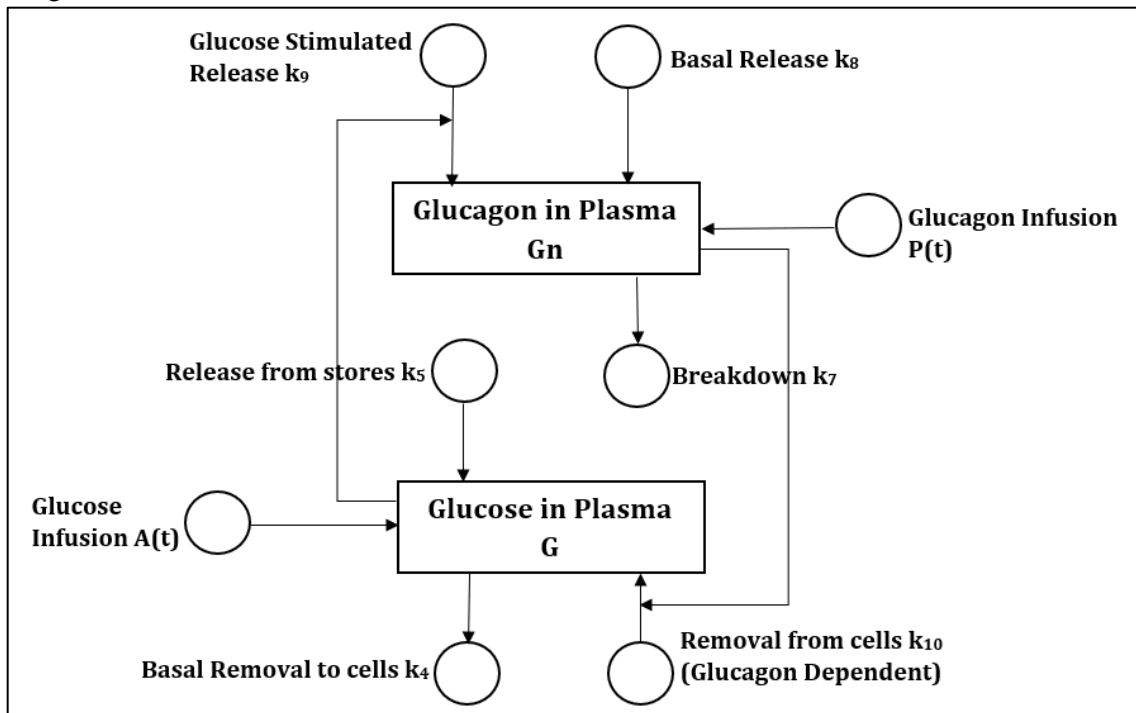 Glucose Stimulated
Release k₉
Basal Release k₈
Glucagon in Plasma
Gn
Glucagon Infusion
P(t)
Release from stores k₅
Breakdown k₇
Glucose
Infusion A(t)
Glucose in Plasma
G
Basal Removal to cells k₄
Removal from cells k₁₀
(Glucagon Dependent)